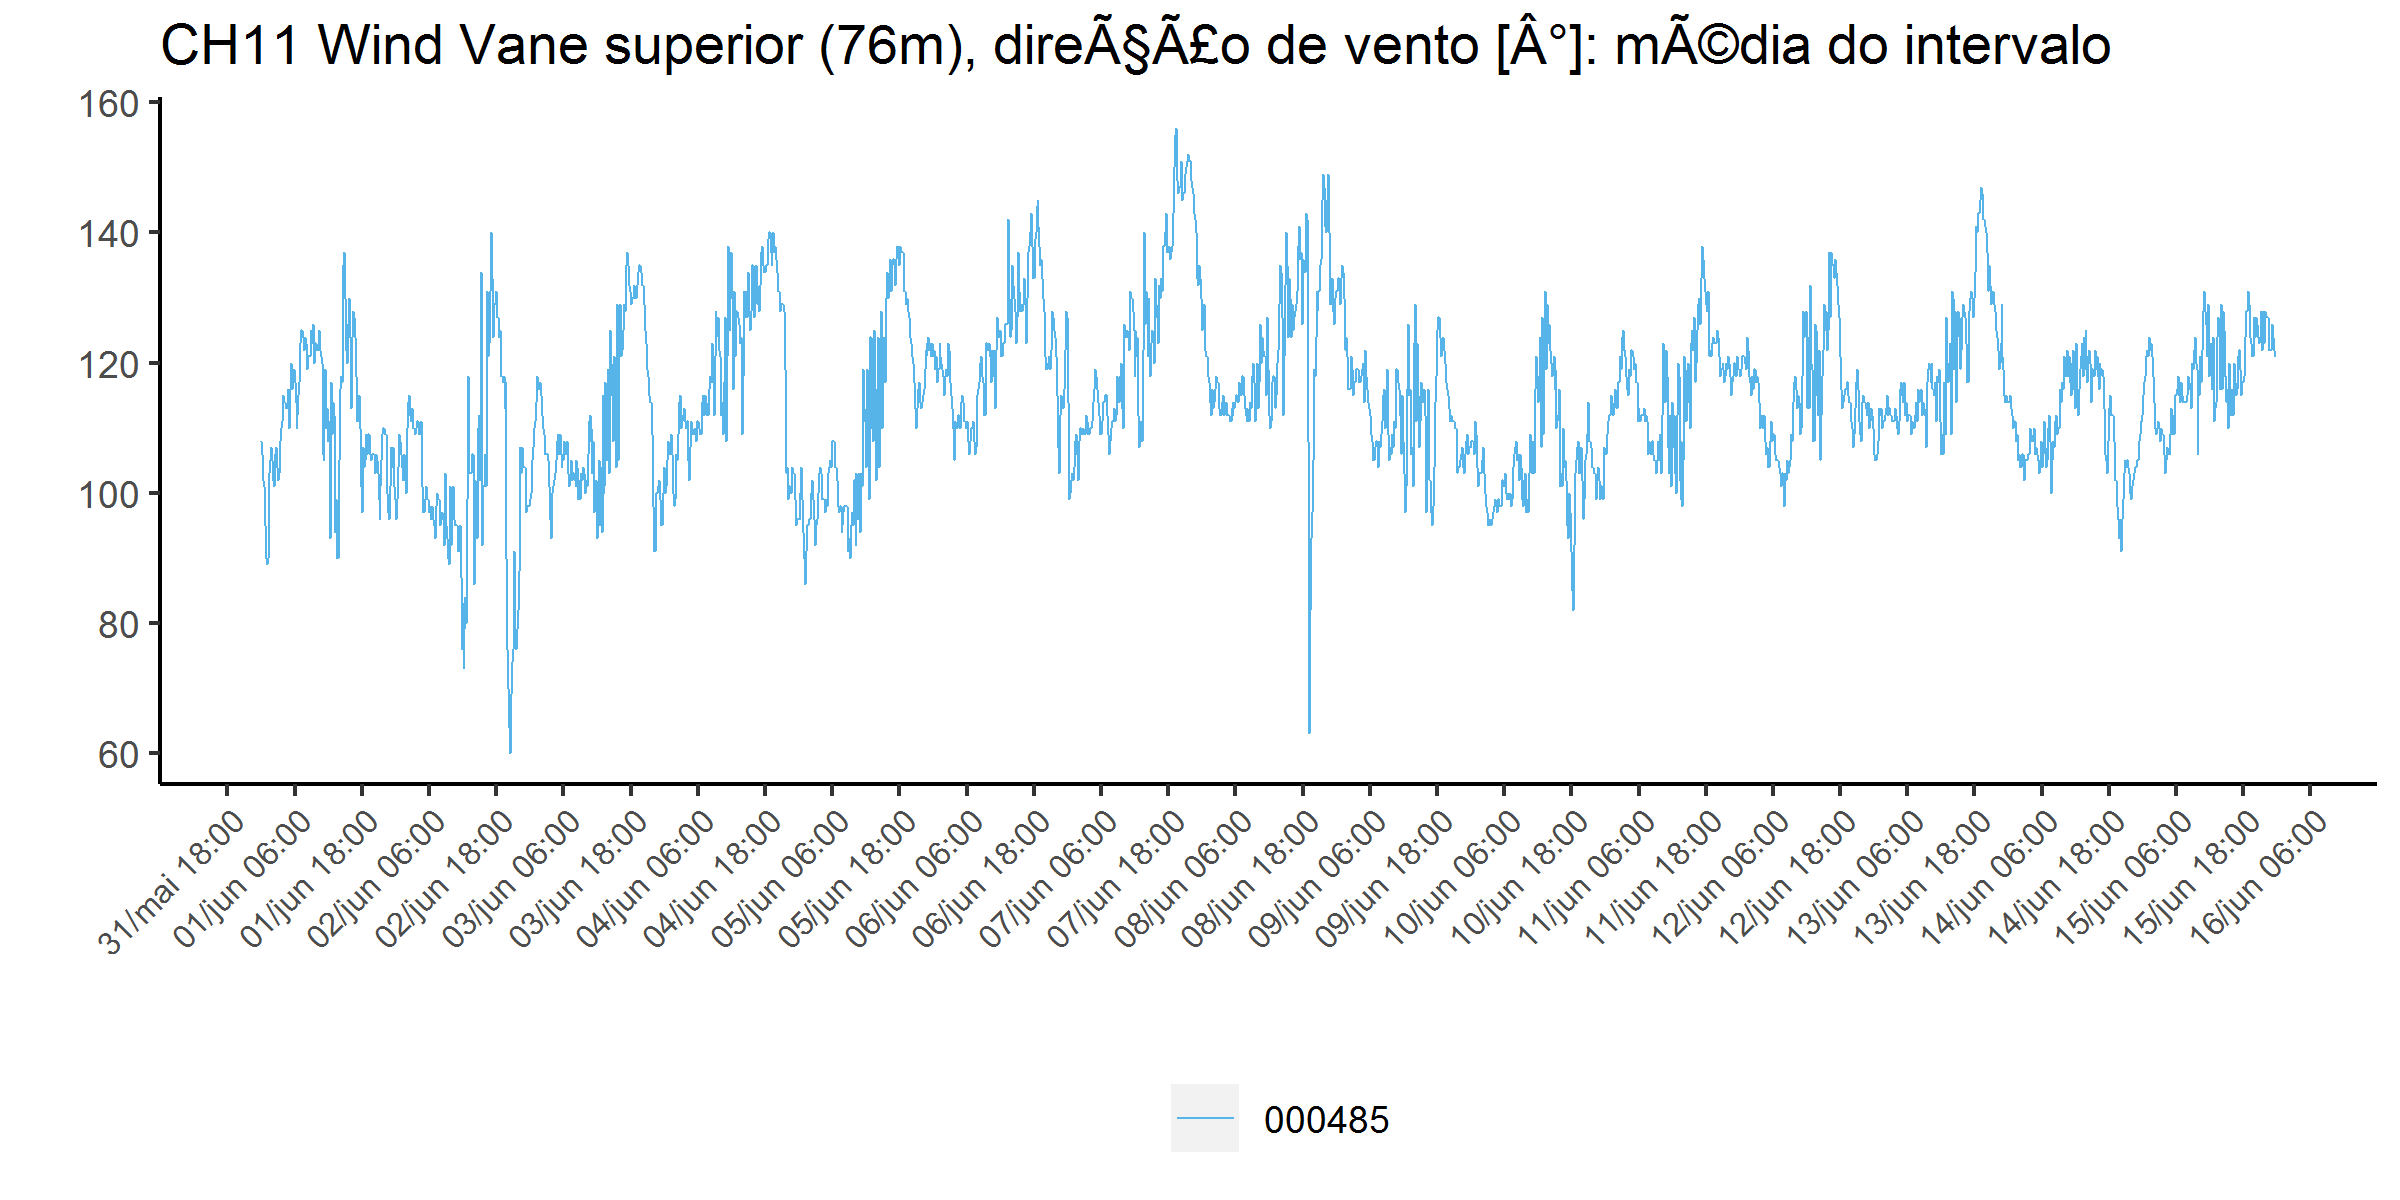 CH11 Wind Vane superior (76m), direÃ§Ã£o de vento [Â°]: mÃ©dia do intervalo
160
140
120
100
80
60
31/mai 18:00
01/jun 06:00
01/jun 18:00
02/jun 06:00
02/jun 18:00
03/jun 06:00
03/jun 18:00
04/jun 06:00
04/jun 18:00
05/jun 06:00
05/jun 18:00
06/jun 06:00
06/jun 18:00
07/jun 06:00
07/jun 18:00
08/jun 06:00
08/jun 18:00
09/jun 06:00
09/jun 18:00
10/jun 06:00
10/jun 18:00
11/jun 06:00
11/jun 18:00
12/jun 06:00
12/jun 18:00
13/jun 06:00
13/jun 18:00
14/jun 06:00
14/jun 18:00
15/jun 06:00
15/jun 18:00
16/jun 06:00
000485